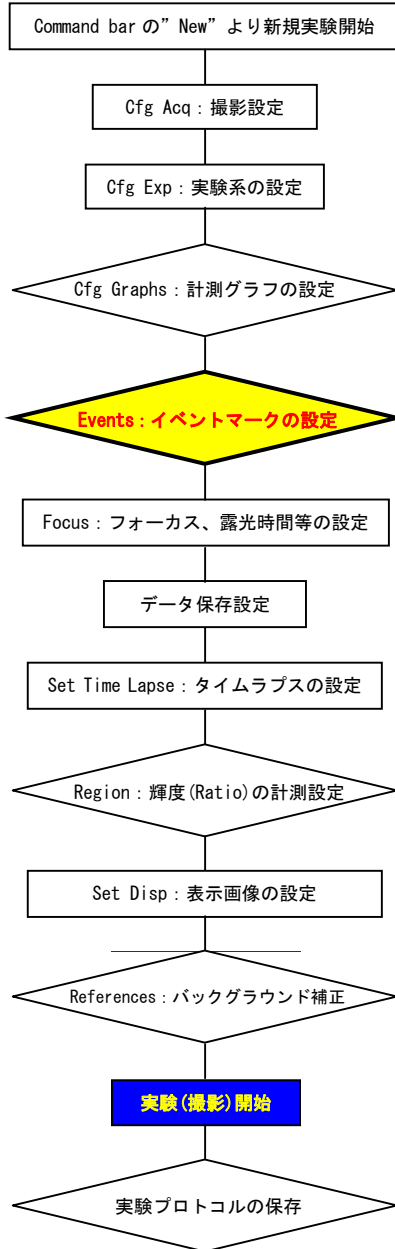 Command bar の”New”より新規実験開始
Cfg Acq：撮影設定
Cfg Exp：実験系の設定
Cfg Graphs：計測グラフの設定
Events：イベントマークの設定
Focus：フォーカス、露光時間等の設定
データ保存設定
Set Time Lapse：タイムラプスの設定
Region：輝度(Ratio)の計測設定
Set Disp：表示画像の設定
References：バックグラウンド補正
実験(撮影)開始
実験プロトコルの保存